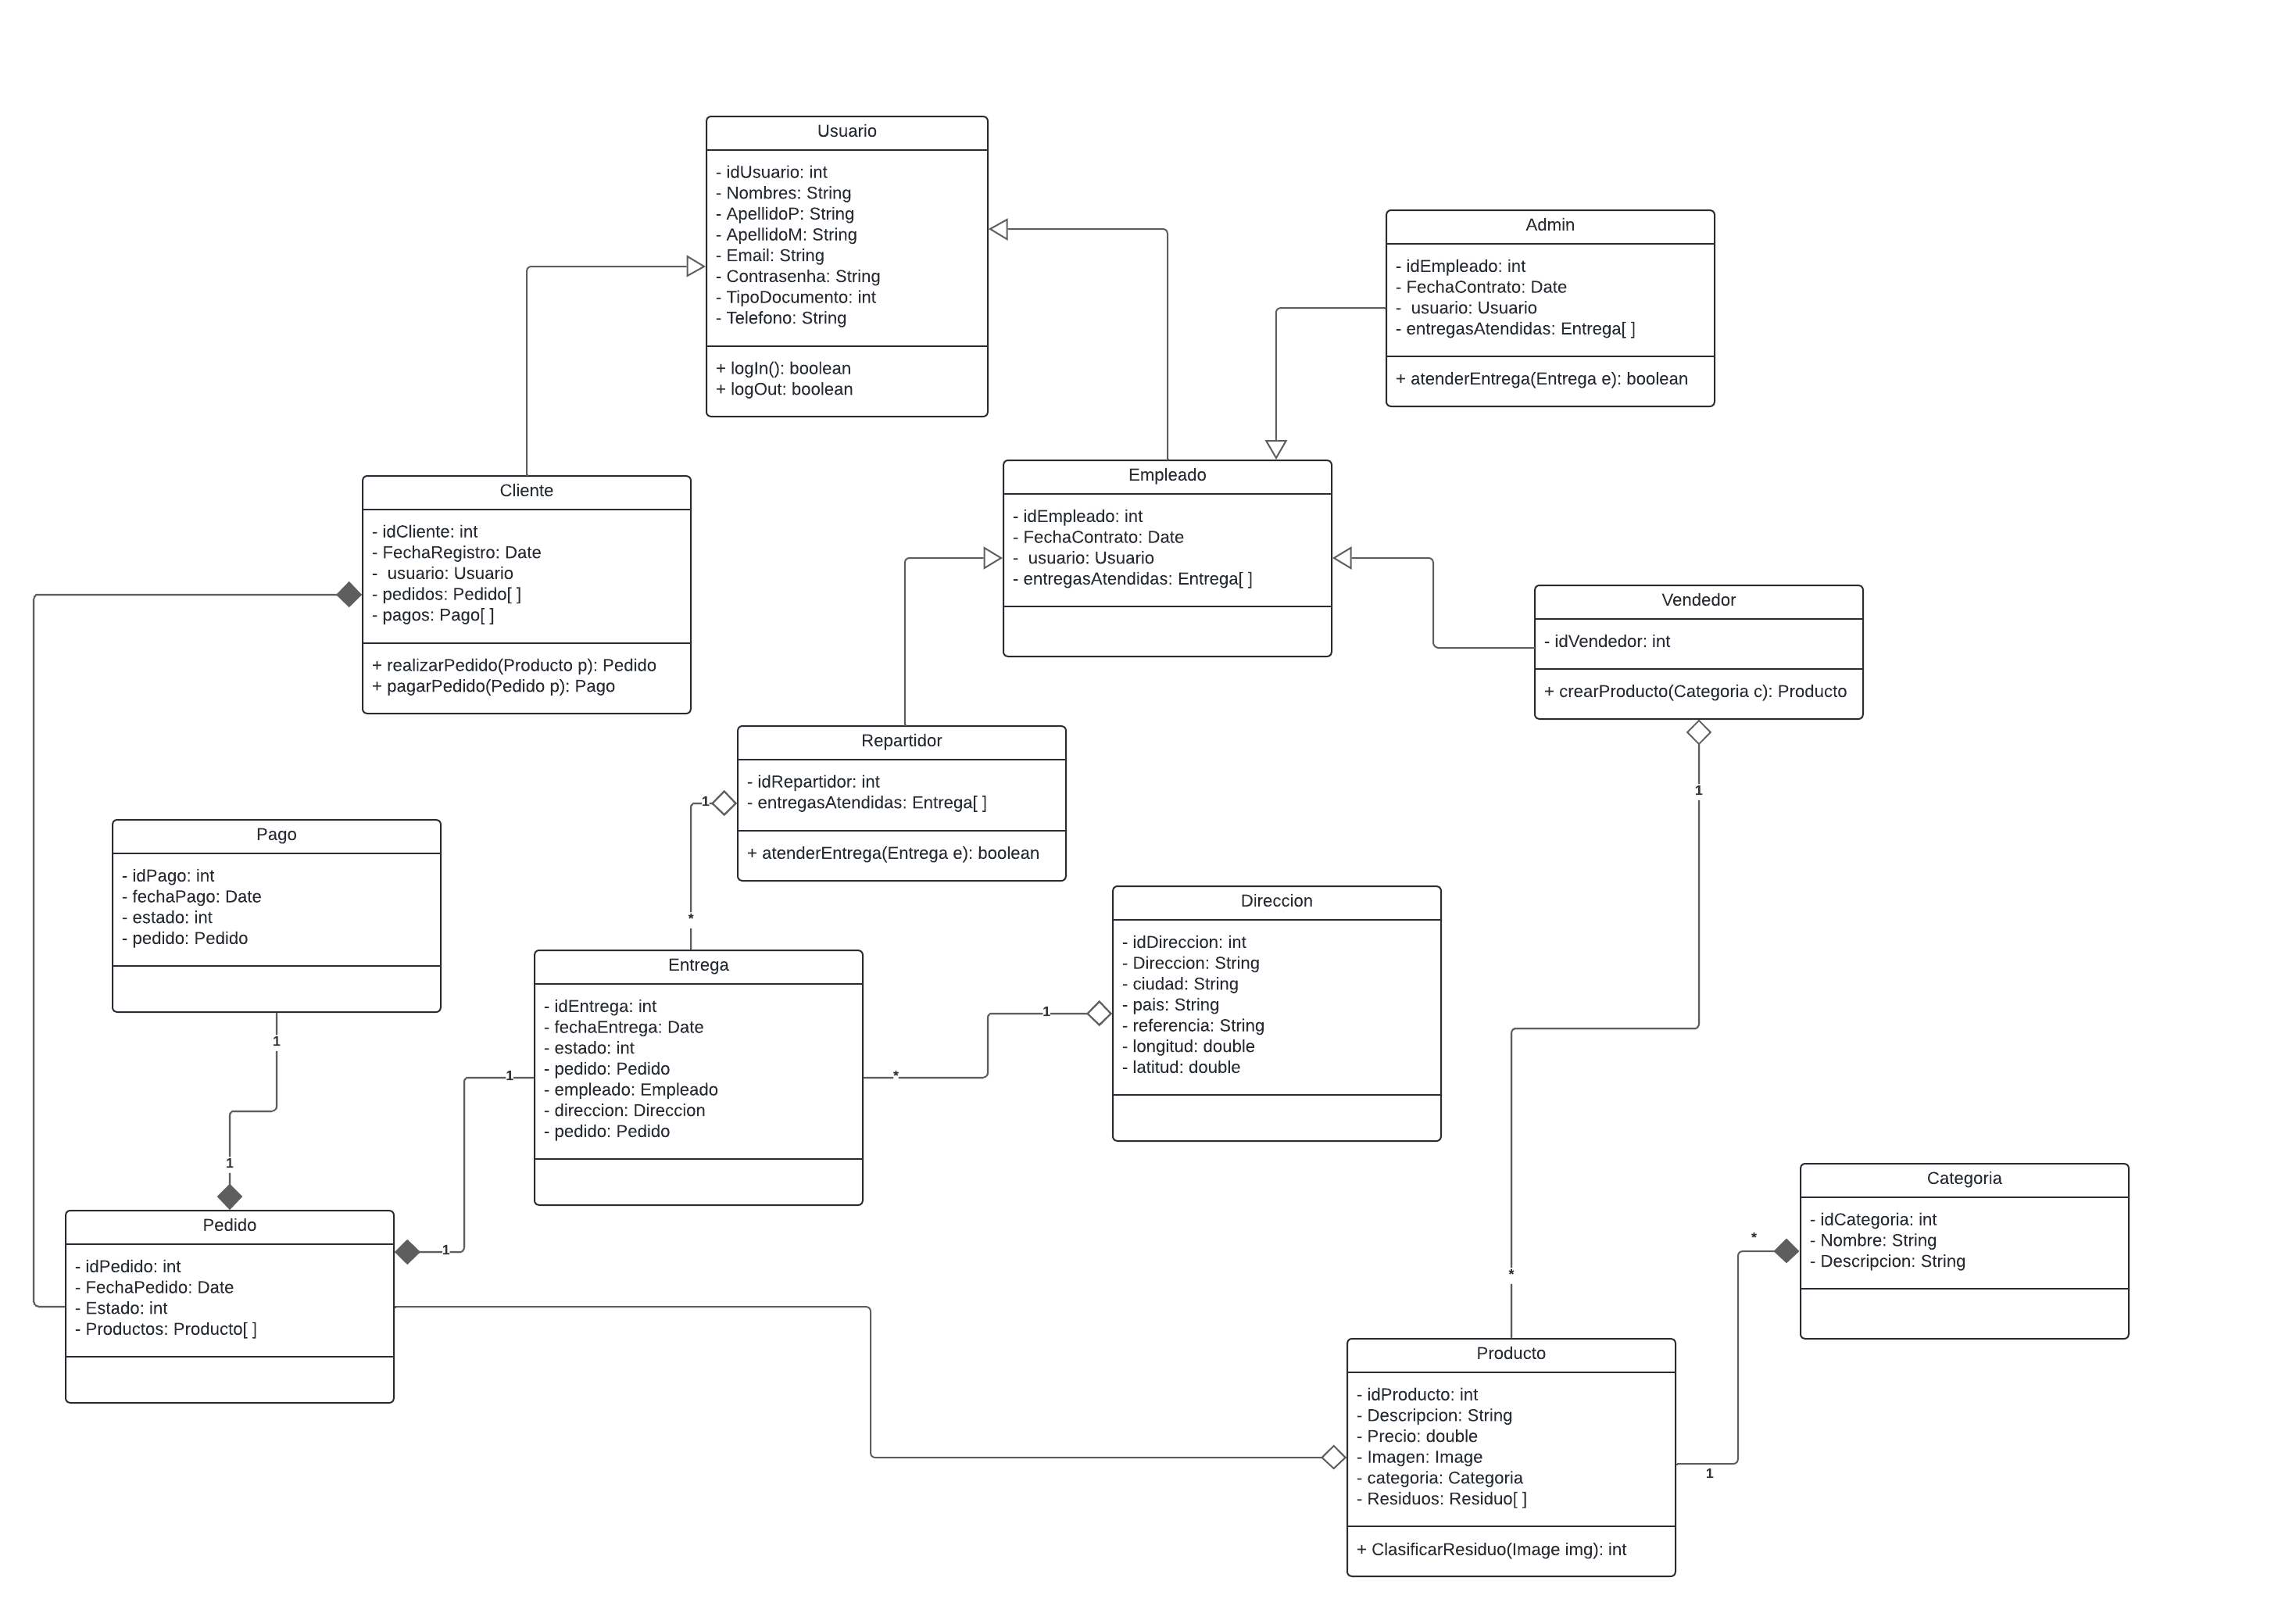 Usuario
- idUsuario: int
- Nombres: String
- ApellidoP: String
- ApellidoM: String
- Email: String
- Contrasenha: String
- TipoDocumento: int
- Telefono: String
+ logIn(): boolean
+ logOut: boolean
Admin
- idEmpleado: int
- FechaContrato: Date
-  usuario: Usuario
- entregasAtendidas: Entrega[ ]
+ atenderEntrega(Entrega e): boolean
Cliente
- idCliente: int
- FechaRegistro: Date
-  usuario: Usuario
- pedidos: Pedido[ ]
- pagos: Pago[ ]
+ realizarPedido(Producto p): Pedido
+ pagarPedido(Pedido p): Pago
Empleado
- idEmpleado: int
- FechaContrato: Date
-  usuario: Usuario
- entregasAtendidas: Entrega[ ]
Vendedor
- idVendedor: int
+ crearProducto(Categoria c): Producto
1
Repartidor
- idRepartidor: int
- entregasAtendidas: Entrega[ ]
+ atenderEntrega(Entrega e): boolean
1
*
Pago
- idPago: int
- fechaPago: Date
- estado: int
- pedido: Pedido
1
1
Entrega
- idEntrega: int
- fechaEntrega: Date
- estado: int
- pedido: Pedido
- empleado: Empleado
- direccion: Direccion
- pedido: Pedido
1
1
*
1
Direccion
- idDireccion: int
- Direccion: String
- ciudad: String
- pais: String
- referencia: String
- longitud: double
- latitud: double
Pedido
- idPedido: int
- FechaPedido: Date
- Estado: int
- Productos: Producto[ ]
Categoria
- idCategoria: int
- Nombre: String
- Descripcion: String
*
*
1
Producto
- idProducto: int
- Descripcion: String
- Precio: double
- Imagen: Image
- categoria: Categoria
- Residuos: Residuo[ ]
+ ClasificarResiduo(Image img): int